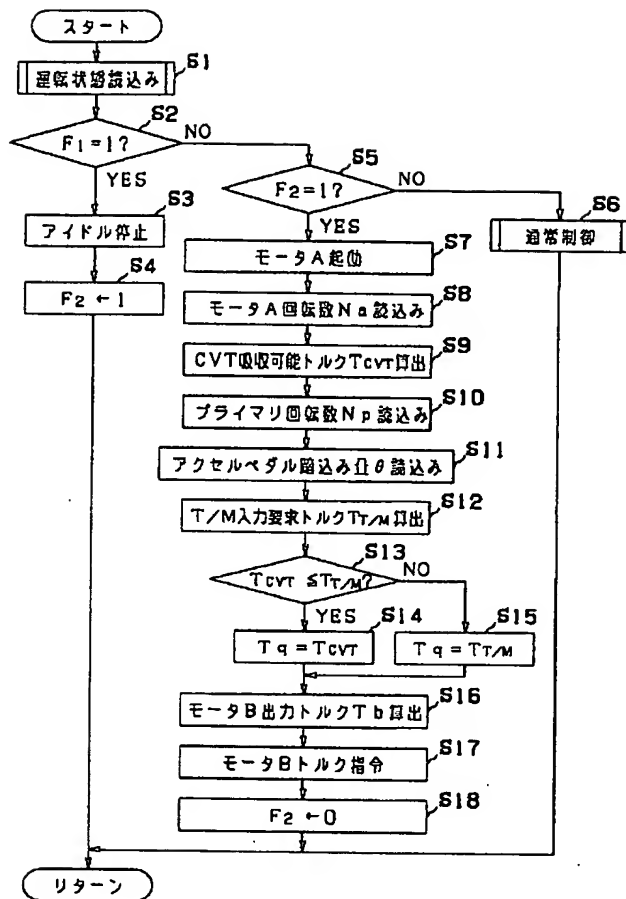 スタート
S1
運転状態読込み
S2
F1=1?
NO
YES
S3
アイドル停止
S4
F2←1
S5
F2=1?
NO
YES
S6
通常制御
S7
モータA起動
S8
モータA回転数Na読込み
S9
CVT吸収可能トルクTCVT算出
S10
プライマリ回転数Np読込み
S11
アクセルペダル踏込み量θ読込み
S12
T/M入力要求トルクTT/M算出
S13
TCVT≦TT/M?
NO
YES
S14
Tq=TCVT
S15
Tq=TT/M
S16
モータB出力トルクTb算出
S17
モータBトルク指令
S18
F2←0
リターン